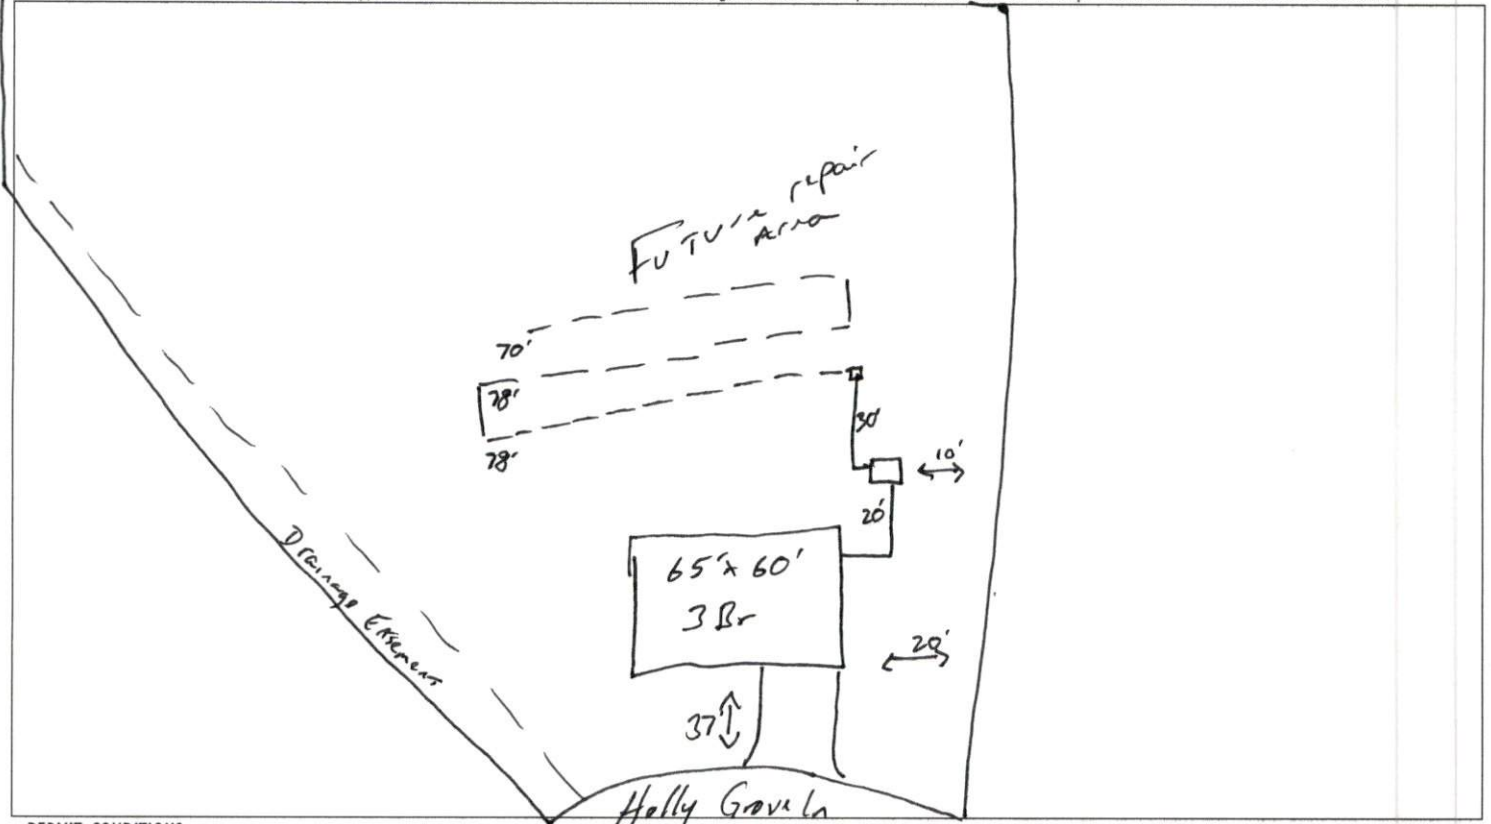 repair
Future Area
70'
78'
78'
30'
10'
20'
65' x 60'
3 Br
20'
37'
Drainage Easement
Holly Grove Ln